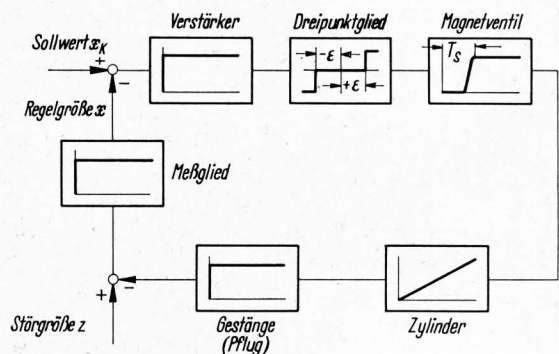 Verstärker
Dreipunktglied
Magnetventil
Sollwert x_K
+
−
−ε
+ε
T_S
Regelgröße x
Meßglied
+
−
Störgröße z
Gestänge
(Pflug)
Zylinder